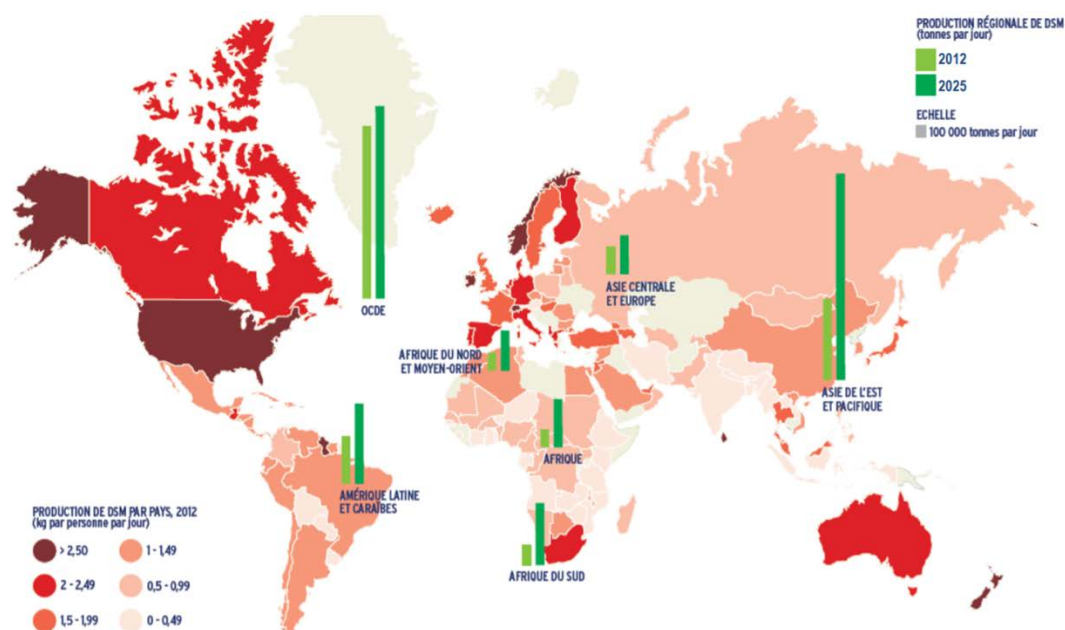 PRODUCTION RÉGIONALE DE DSM
(tonnes par jour)
2012
2025
ECHELLE
100 000 tonnes par jour
OCDE
ASIE CENTRALE
ET EUROPE
AFRIQUE DU NORD
ET MOYEN-ORIENT
ASIE DE L'EST
ET PACIFIQUE
AFRIQUE
AMÉRIQUE LATINE
ET CARAÏBES
AFRIQUE DU SUD
PRODUCTION DE DSM PAR PAYS, 2012
(kg par personne par jour)
> 2,50
1 - 1,49
2 - 2,49
0,5 - 0,99
1,5 - 1,99
0 - 0,49